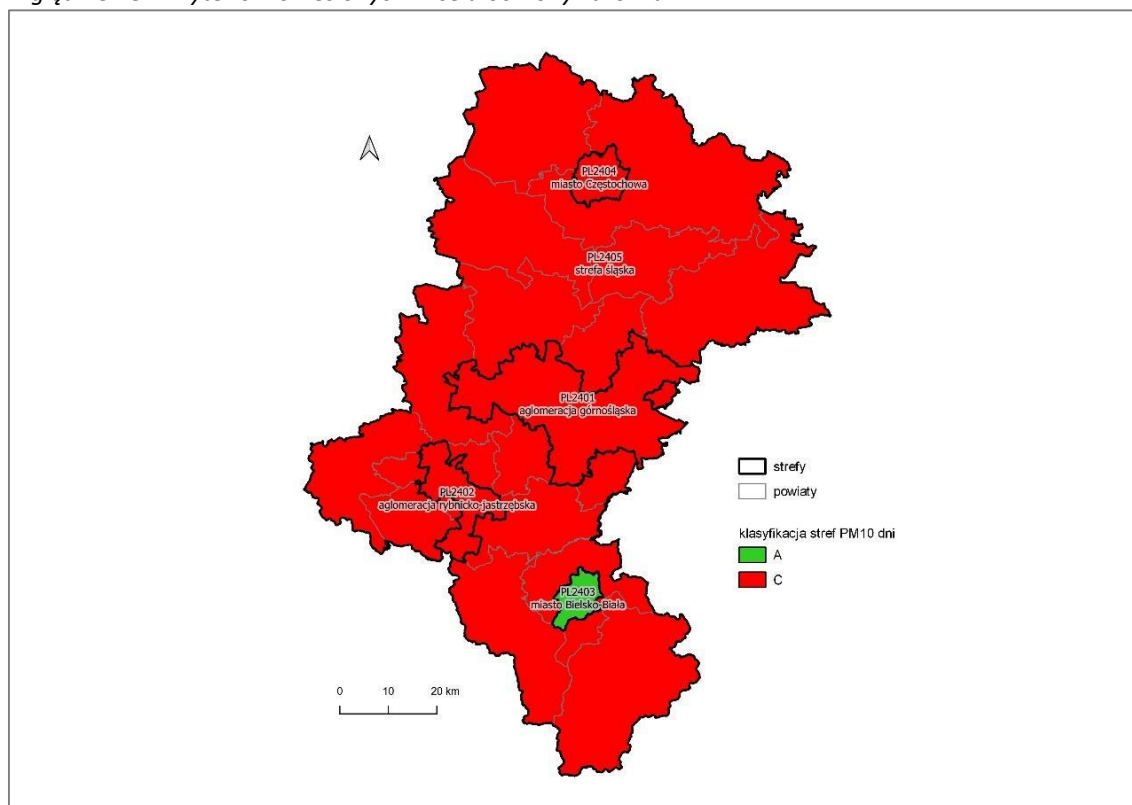 PL2404
miasto Częstochowa
PL2405
strefa śląska
PL2401
aglomeracja górnośląska
PL2402
aglomeracja rybnicko-jastrzębska
PL2403
miasto Bielsko-Biała
strefy
powiaty
klasyfikacja stref PM10 dni
A
C
0 10 20 km